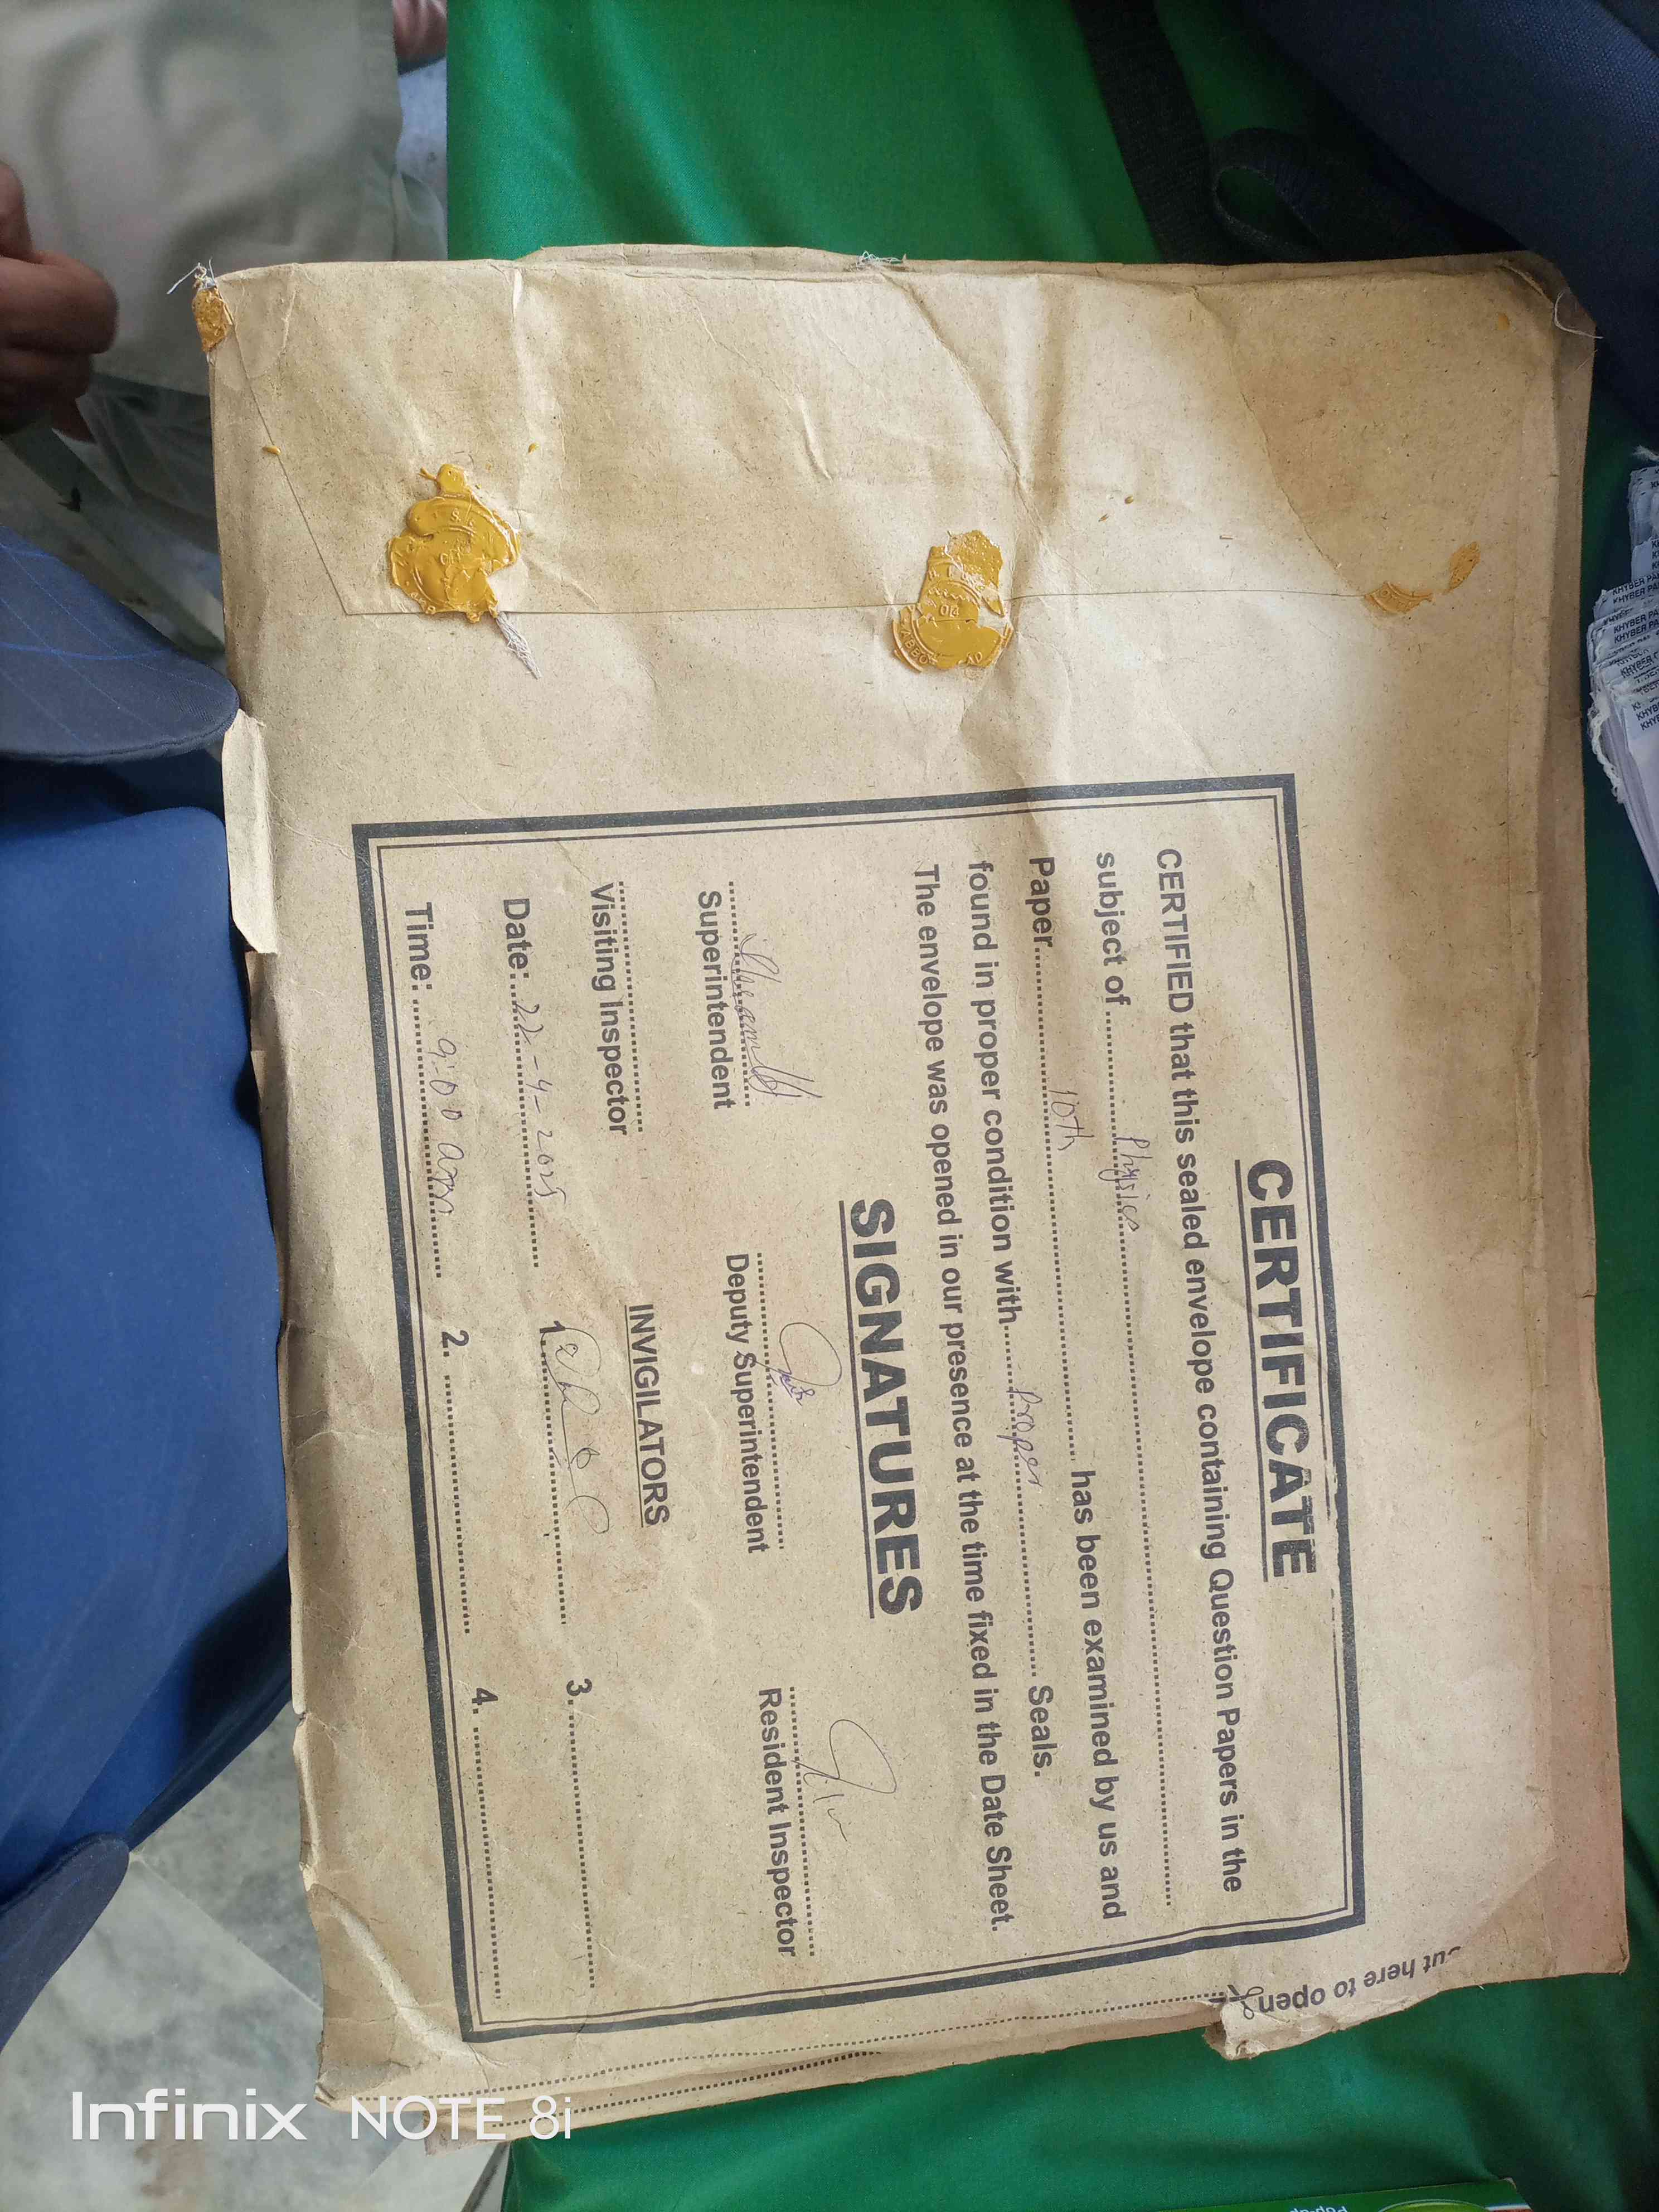 CERTIFICATE
CERTIFIED that this sealed envelope containing Question Papers in the
subject of Physics
Paper 10th has been examined by us and
found in proper condition with proper Seals.
The envelope was opened in our presence at the time fixed in the Date Sheet.
SIGNATURES
Superintendent Deputy Superintendent Resident Inspector
Visiting Inspector
INVIGILATORS
Date: 22-4-2025 1. 3.
Time: 9:00 am 2. 4.
here to open
KHYBER
Infinix NOTE 8i